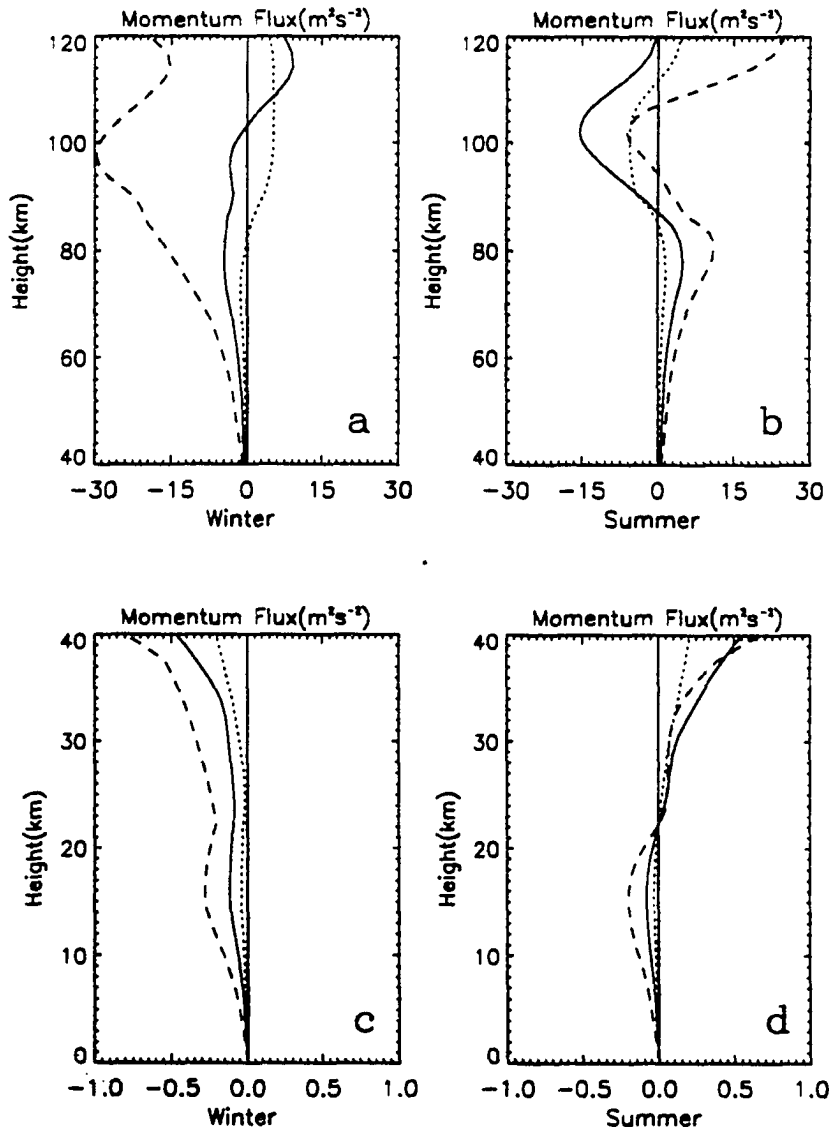 Momentum Flux(m²s⁻²)
120
100
80
60
40
Height(km)
a
-30 -15 0 15 30
Winter
Momentum Flux(m²s⁻²)
120
100
80
60
40
Height(km)
b
-30 -15 0 15 30
Summer
Momentum Flux(m²s⁻²)
40
30
20
10
0
Height(km)
c
-1.0 -0.5 0.0 0.5 1.0
Winter
Momentum Flux(m²s⁻²)
40
30
20
10
0
Height(km)
d
-1.0 -0.5 0.0 0.5 1.0
Summer